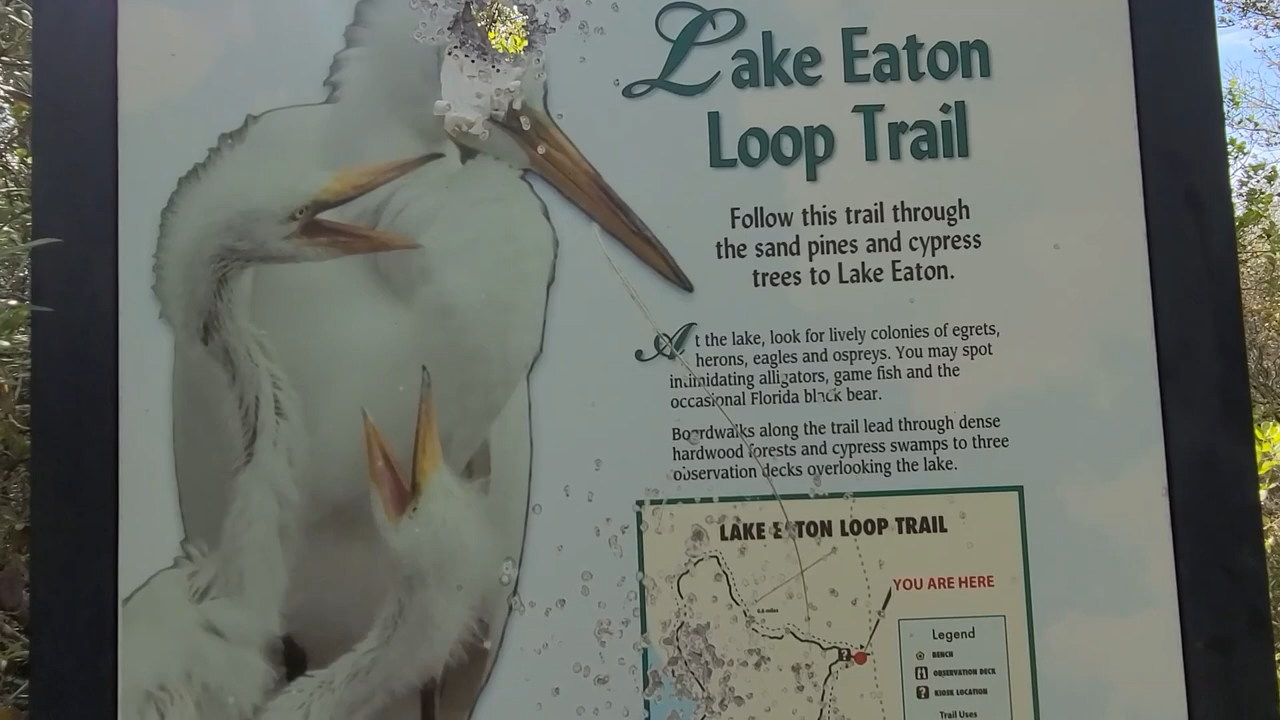 Lake Eaton
Loop Trail
Follow this trail through
the sand pines and cypress
trees to Lake Eaton.
At the lake, look for lively colonies of egrets,
herons, eagles and ospreys. You may spot
intimidating alligators, game fish and the
occasional Florida black bear.
Boardwalks along the trail lead through dense
hardwood forests and cypress swamps to three
observation decks overlooking the lake.
LAKE EATON LOOP TRAIL
YOU ARE HERE
0.6 miles
Legend
BENCH
OBSERVATION DECK
? KIOSK LOCATION
?
Trail Uses